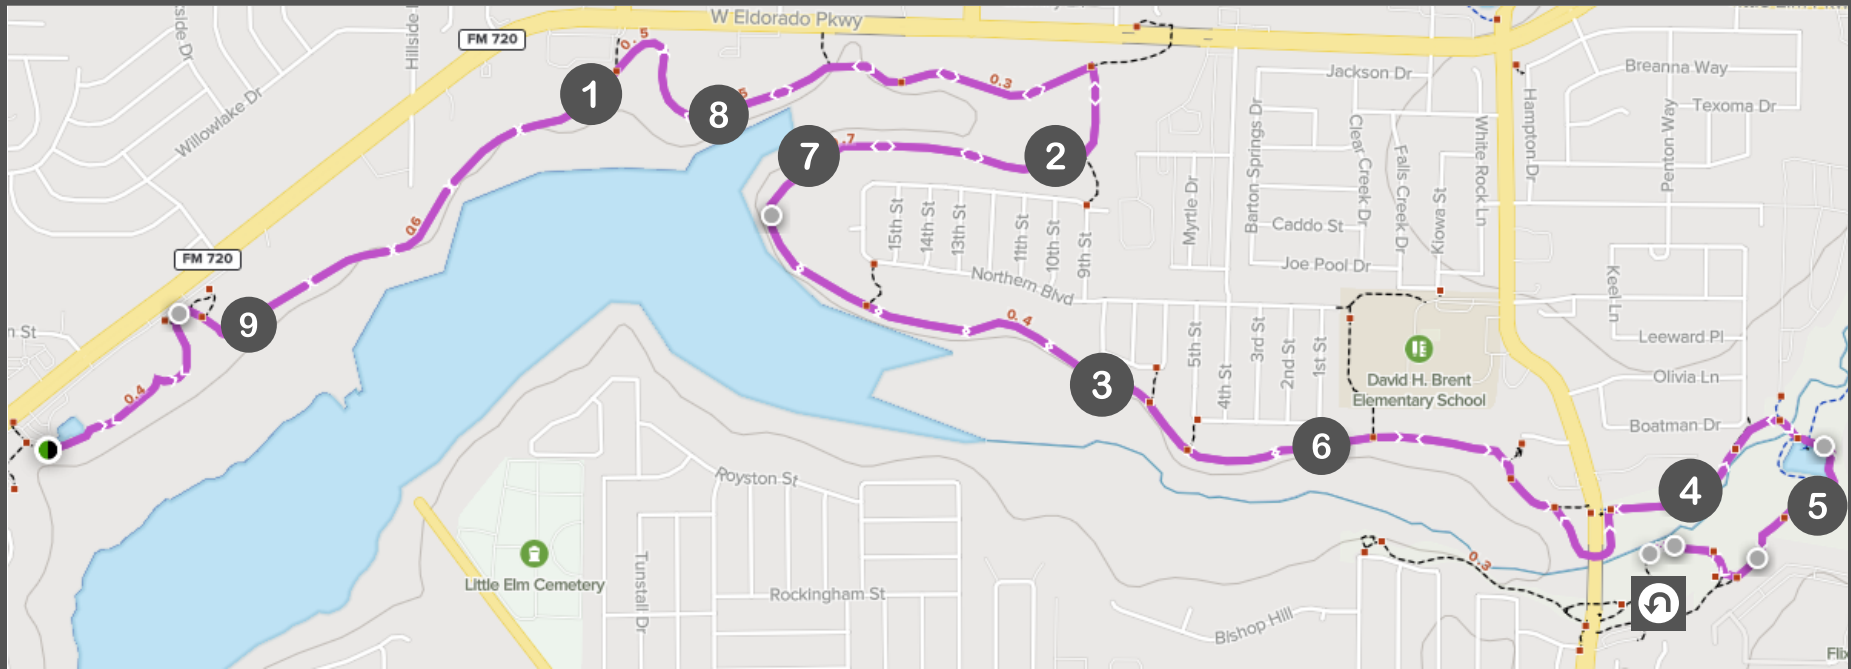 W Eldorado Pkwy
FM 720
Hillside
side Dr
Willowlake Dr
0.5
1
8
5
0.3
7
.7
2
Jackson Dr
Breanna Way
Texoma Dr
Hampton Dr
Penton Way
White Rock Ln
Clear Creek Dr
Falls Creek Dr
Kiowa St
Barton Springs Dr
Myrtle Dr
Caddo St
Joe Pool Dr
15th St
14th St
13th St
11th St
10th St
9th St
Northern Blvd
0.6
FM 720
9
n St
0.4
0.4
3
5th St
4th St
3rd St
2nd St
1st St
David H. Brent
Elementary School
Keel Ln
Leeward Pl
Olivia Ln
Boatman Dr
6
4
5
Royston St
Little Elm Cemetery
Tunstall Dr
Rockingham St
0.3
Bishop Hill
Flix